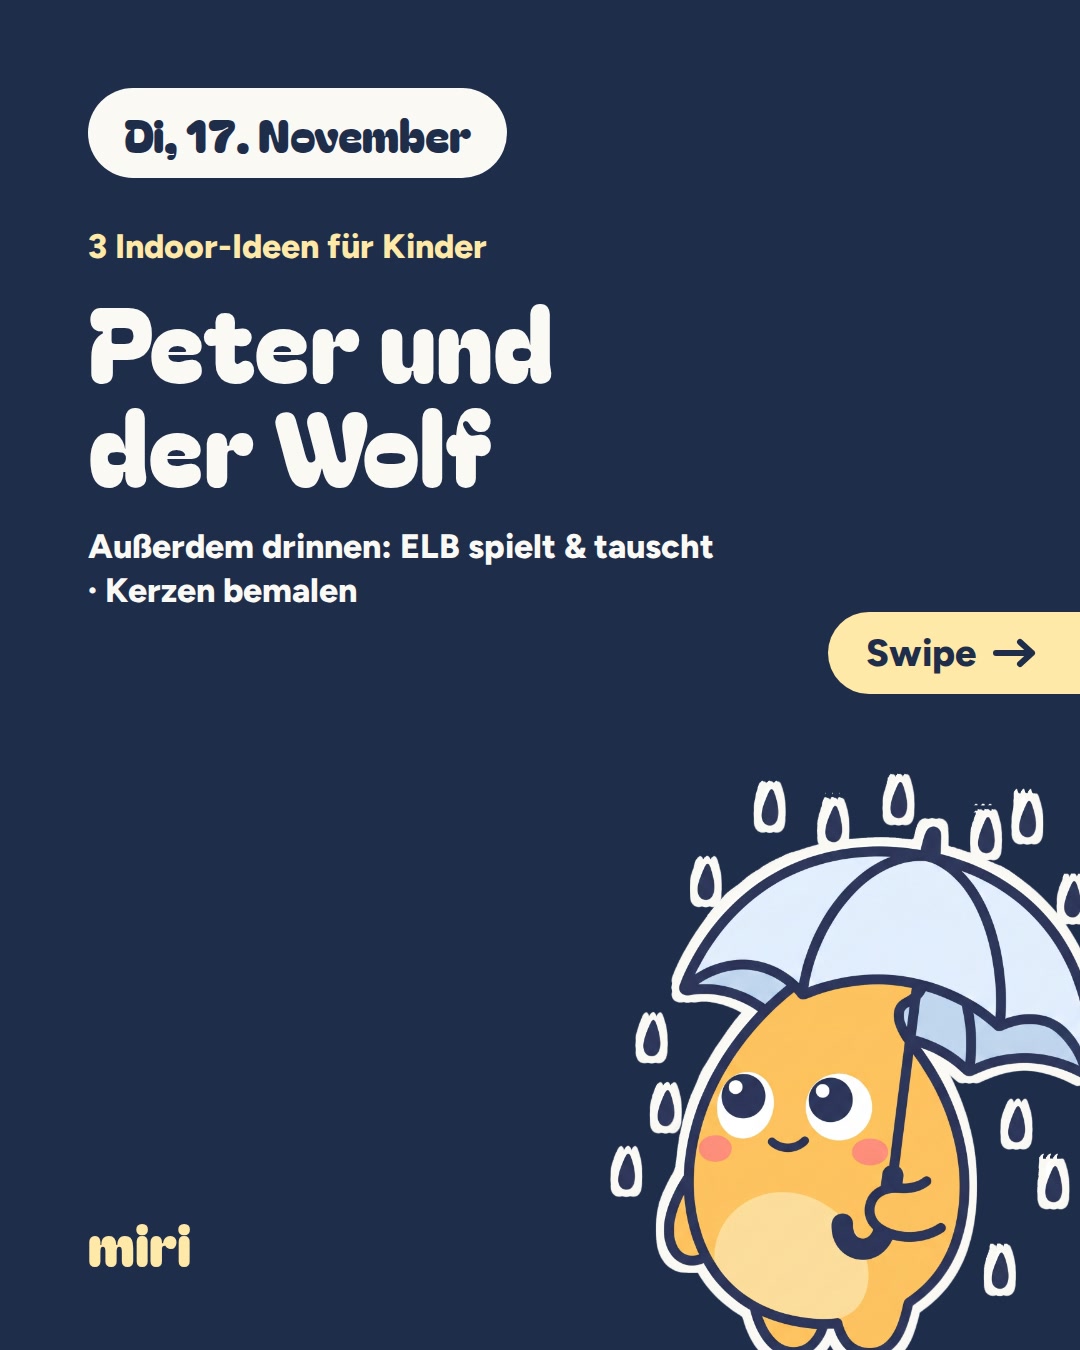 Di, 17. November
3 Indoor-Ideen für Kinder
Peter und
der Wolf
Außerdem drinnen: ELB spielt & tauscht
· Kerzen bemalen
Swipe →
miri